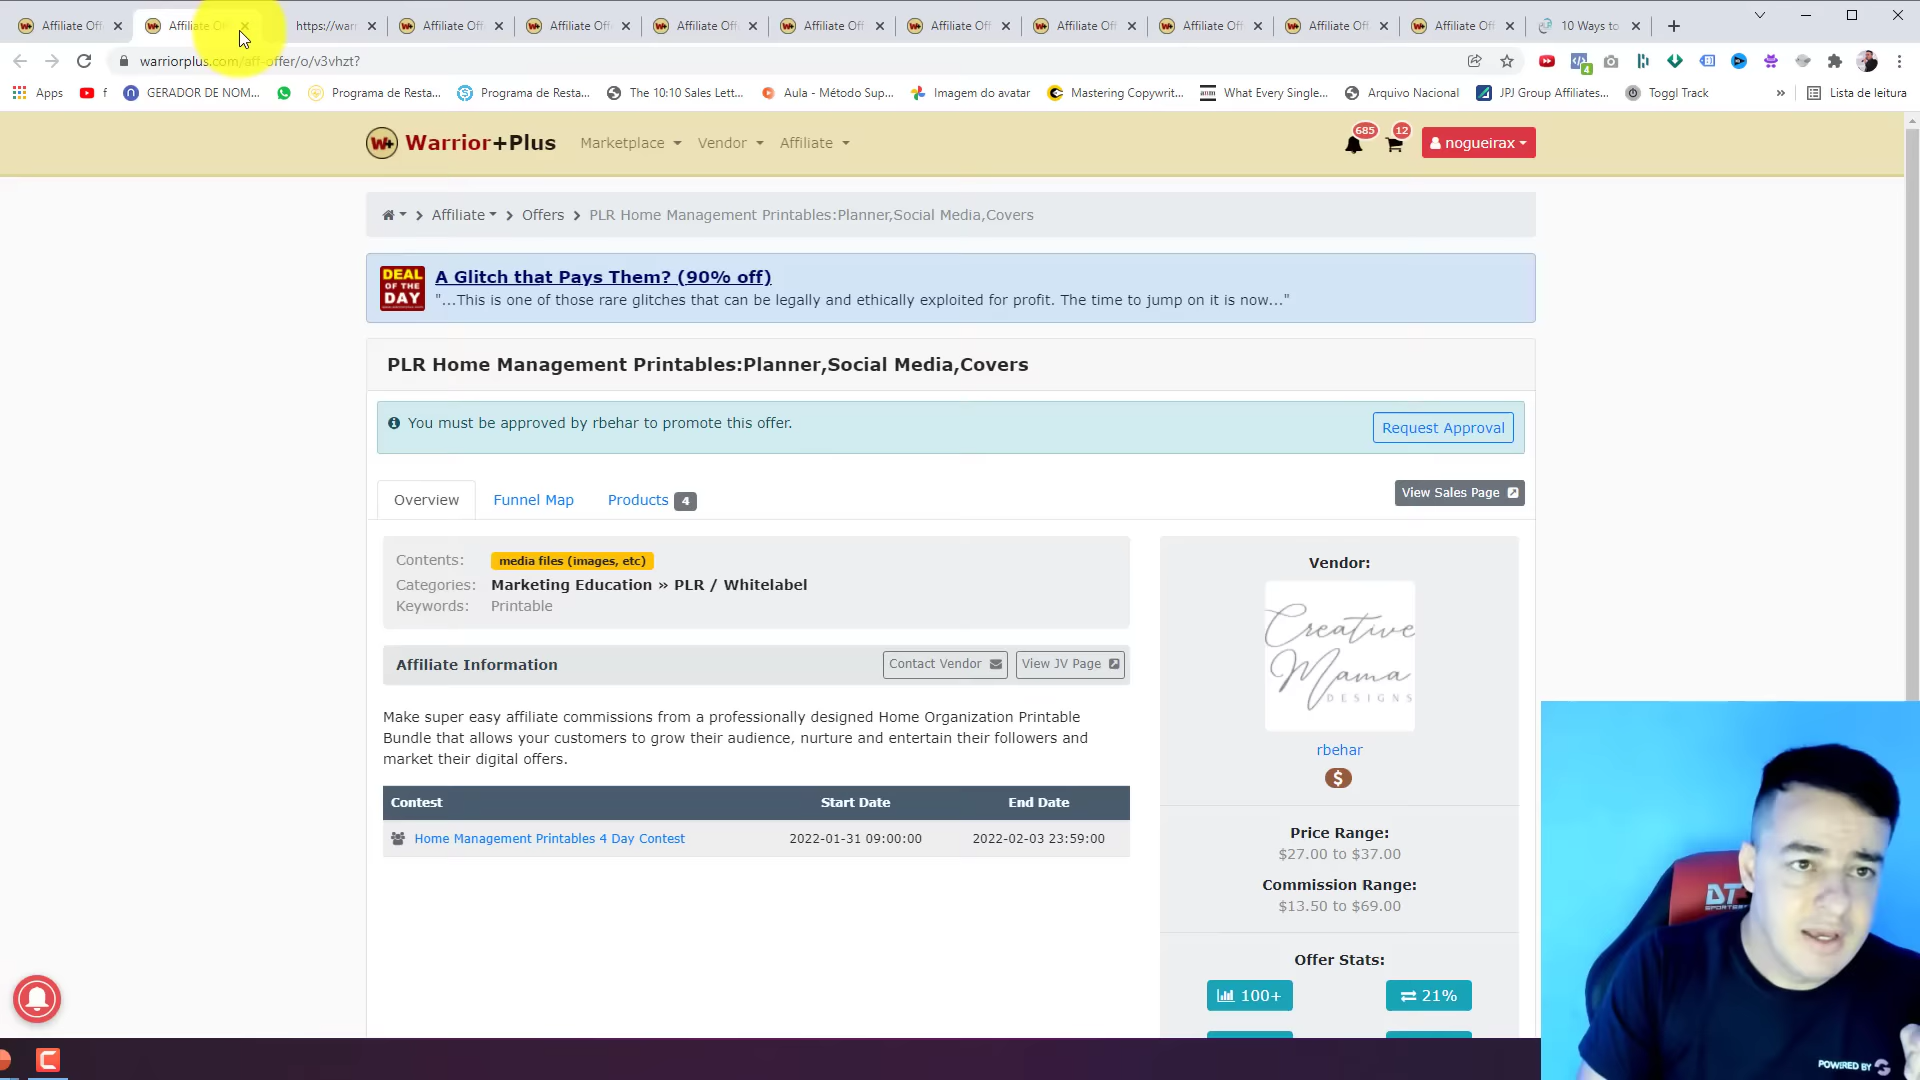 Affiliate Off
Affiliate Of
https://warr
Affiliate Off
Affiliate Off
Affiliate Off
Affiliate Off
Affiliate Off
Affiliate Off
Affiliate Off
Affiliate Off
Affiliate Off
10 Ways to
warriorplus.com/aff-offer/o/v3vhzt?
4
Apps
f
GERADOR DE NOM...
Programa de Resta...
Programa de Resta...
The 10:10 Sales Lett...
Aula - Método Sup...
Imagem do avatar
Mastering Copywrit...
What Every Single...
Arquivo Nacional
JPJ Group Affiliates...
Toggl Track
»
Lista de leitura
W+ Warrior+Plus
Marketplace
Vendor
Affiliate
685
12
nogueirax
Affiliate > Offers > PLR Home Management Printables:Planner,Social Media,Covers
DEAL
OF THE
DAY
A Glitch that Pays Them? (90% off)
"...This is one of those rare glitches that can be legally and ethically exploited for profit. The time to jump on it is now..."
PLR Home Management Printables:Planner,Social Media,Covers
You must be approved by rbehar to promote this offer.
Request Approval
Overview
Funnel Map
Products 4
View Sales Page
Contents: media files (images, etc)
Categories: Marketing Education » PLR / Whitelabel
Keywords: Printable
Affiliate Information
Contact Vendor
View JV Page
Make super easy affiliate commissions from a professionally designed Home Organization Printable
Bundle that allows your customers to grow their audience, nurture and entertain their followers and
market their digital offers.
Contest Start Date End Date
Home Management Printables 4 Day Contest 2022-01-31 09:00:00 2022-02-03 23:59:00
Vendor:
Creative
Mama
DESIGNS
rbehar
$
Price Range:
$27.00 to $37.00
Commission Range:
$13.50 to $69.00
Offer Stats:
100+
21%
DT
POWERED BY